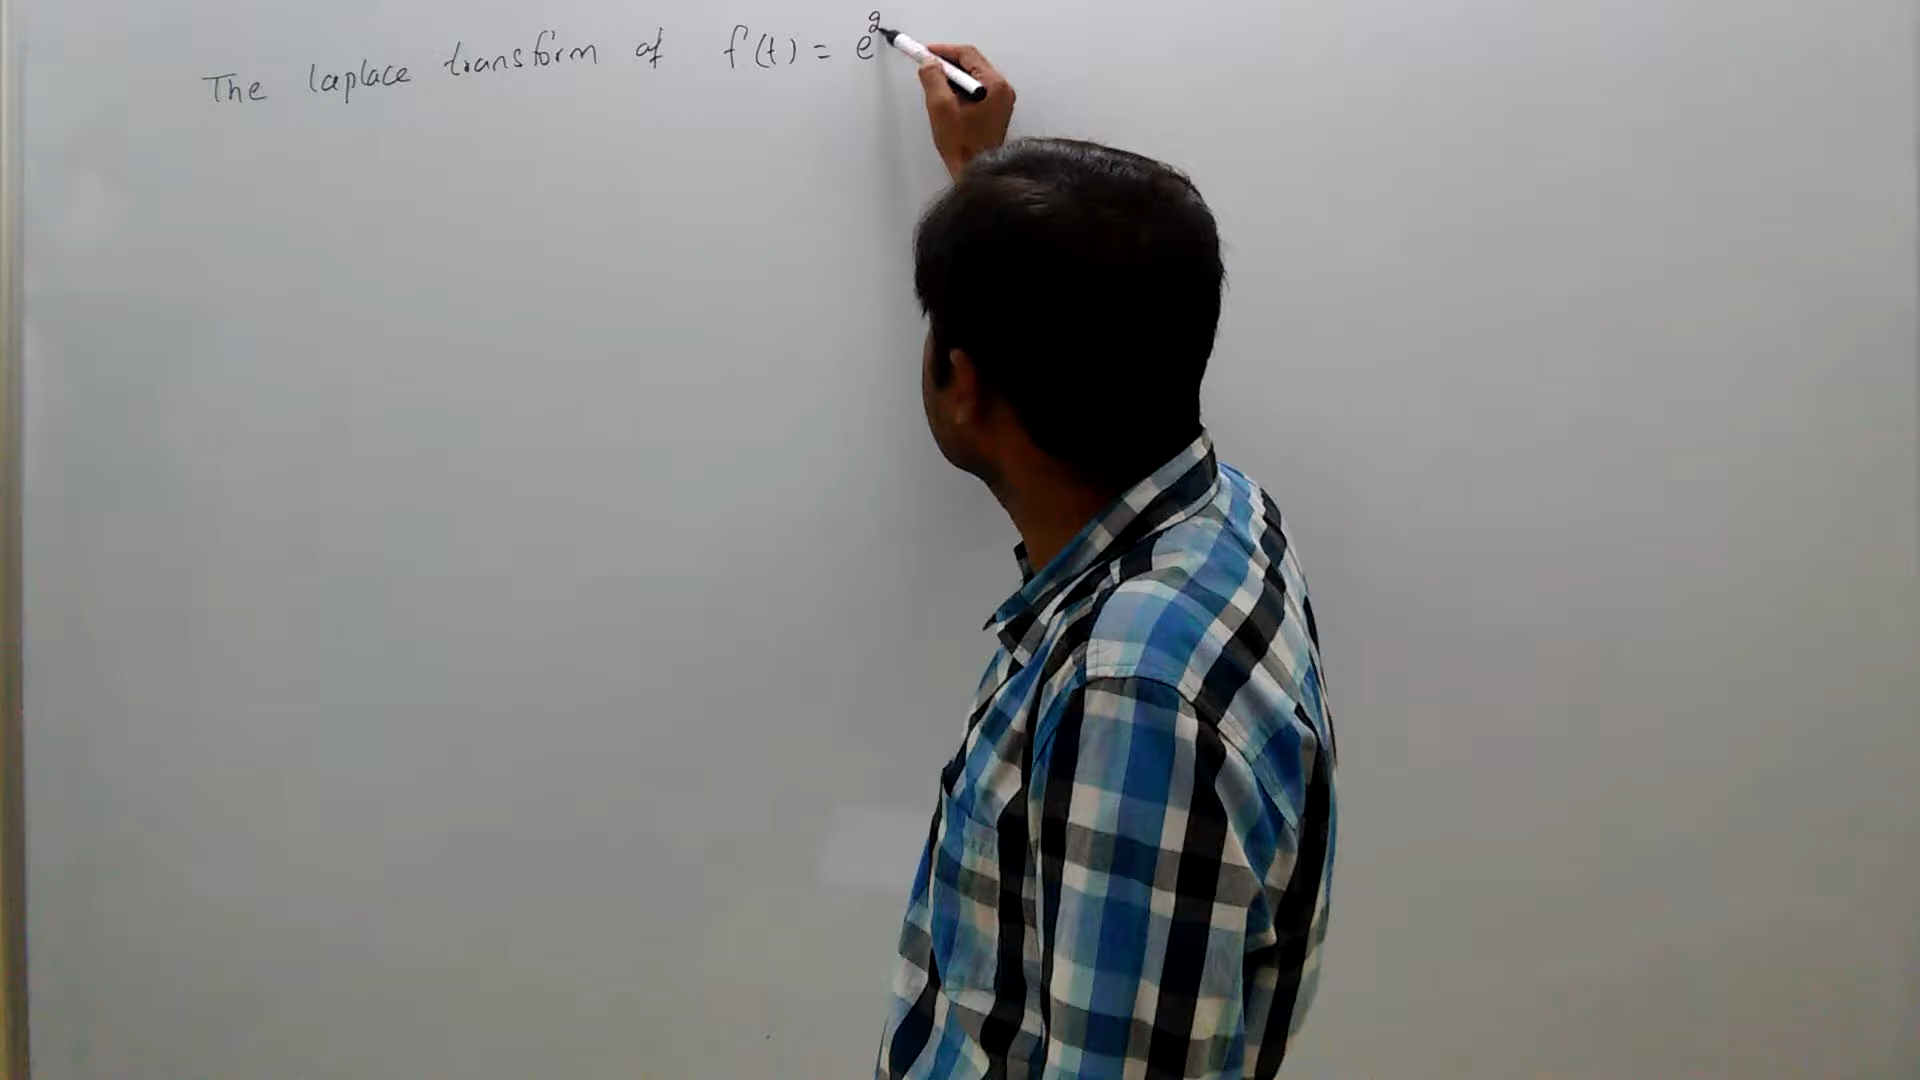 The laplace transform of f(t) = e²